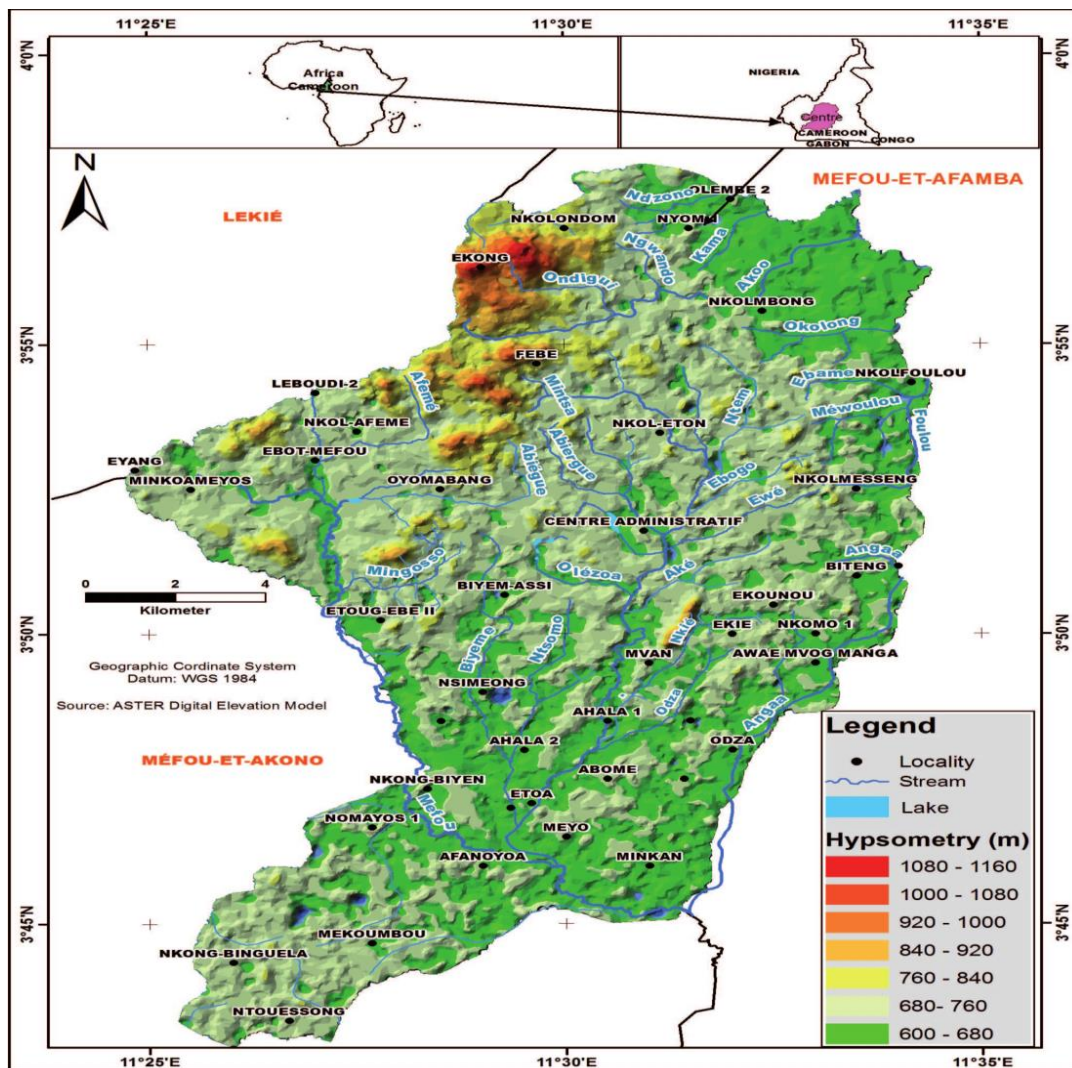 11°25'E 11°30'E 11°35'E
4°0'N
4°0'N
Africa
Cameroon
NIGERIA
Centre
CAMEROON
GABON
CONGO
N
LEKIÉ
MEFOU-ET-AFAMBA
Ndzono
OLEMBE 2
NKOLONDOM
NYOM 1
Kama
Ngwando
EKONG
Ondigui
Akoo
NKOLMBONG
Okolong
3°55'N
3°55'N
FEBE
Afemé
Mintsa
Ebame
NKOLFOULOU
LEBOUDI-2
Ntem
Méwoulou
Foulou
NKOL-AFEME
NKOL-ETON
Abiergue
Abiégue
EBOT-MEFOU
EYANG
MINKOAMEYOS
OYOMABANG
Ebogo
NKOLMESSENG
Ewé
CENTRE ADMINISTRATIF
Angaa
BITENG
Mingosso
Olézoa
Aké
0 2 4
Kilometer
BIYEM-ASSI
EKOUNOU
ETOUG-EBE II
Nkié
EKIE
NKOMO 1
3°50'N
3°50'N
Biyeme
Ntsomo
MVAN
AWAE MVOG MANGA
Geographic Cordinate System
Datum: WGS 1984
Source: ASTER Digital Elevation Model
NSIMEONG
Odza
Angaa
AHALA 1
MÉFOU-ET-AKONO
AHALA 2
ODZA
NKONG-BIYEN
ABOME
Mefou
ETOA
NOMAYOS 1
MEYO
AFANOYOA
MINKAN
3°45'N
3°45'N
MEKOUMBOU
NKONG-BINGUELA
NTOUESSONG
Legend
Locality
Stream
Lake
Hypsometry (m)
1080 - 1160
1000 - 1080
920 - 1000
840 - 920
760 - 840
680- 760
600 - 680
11°25'E 11°30'E 11°35'E